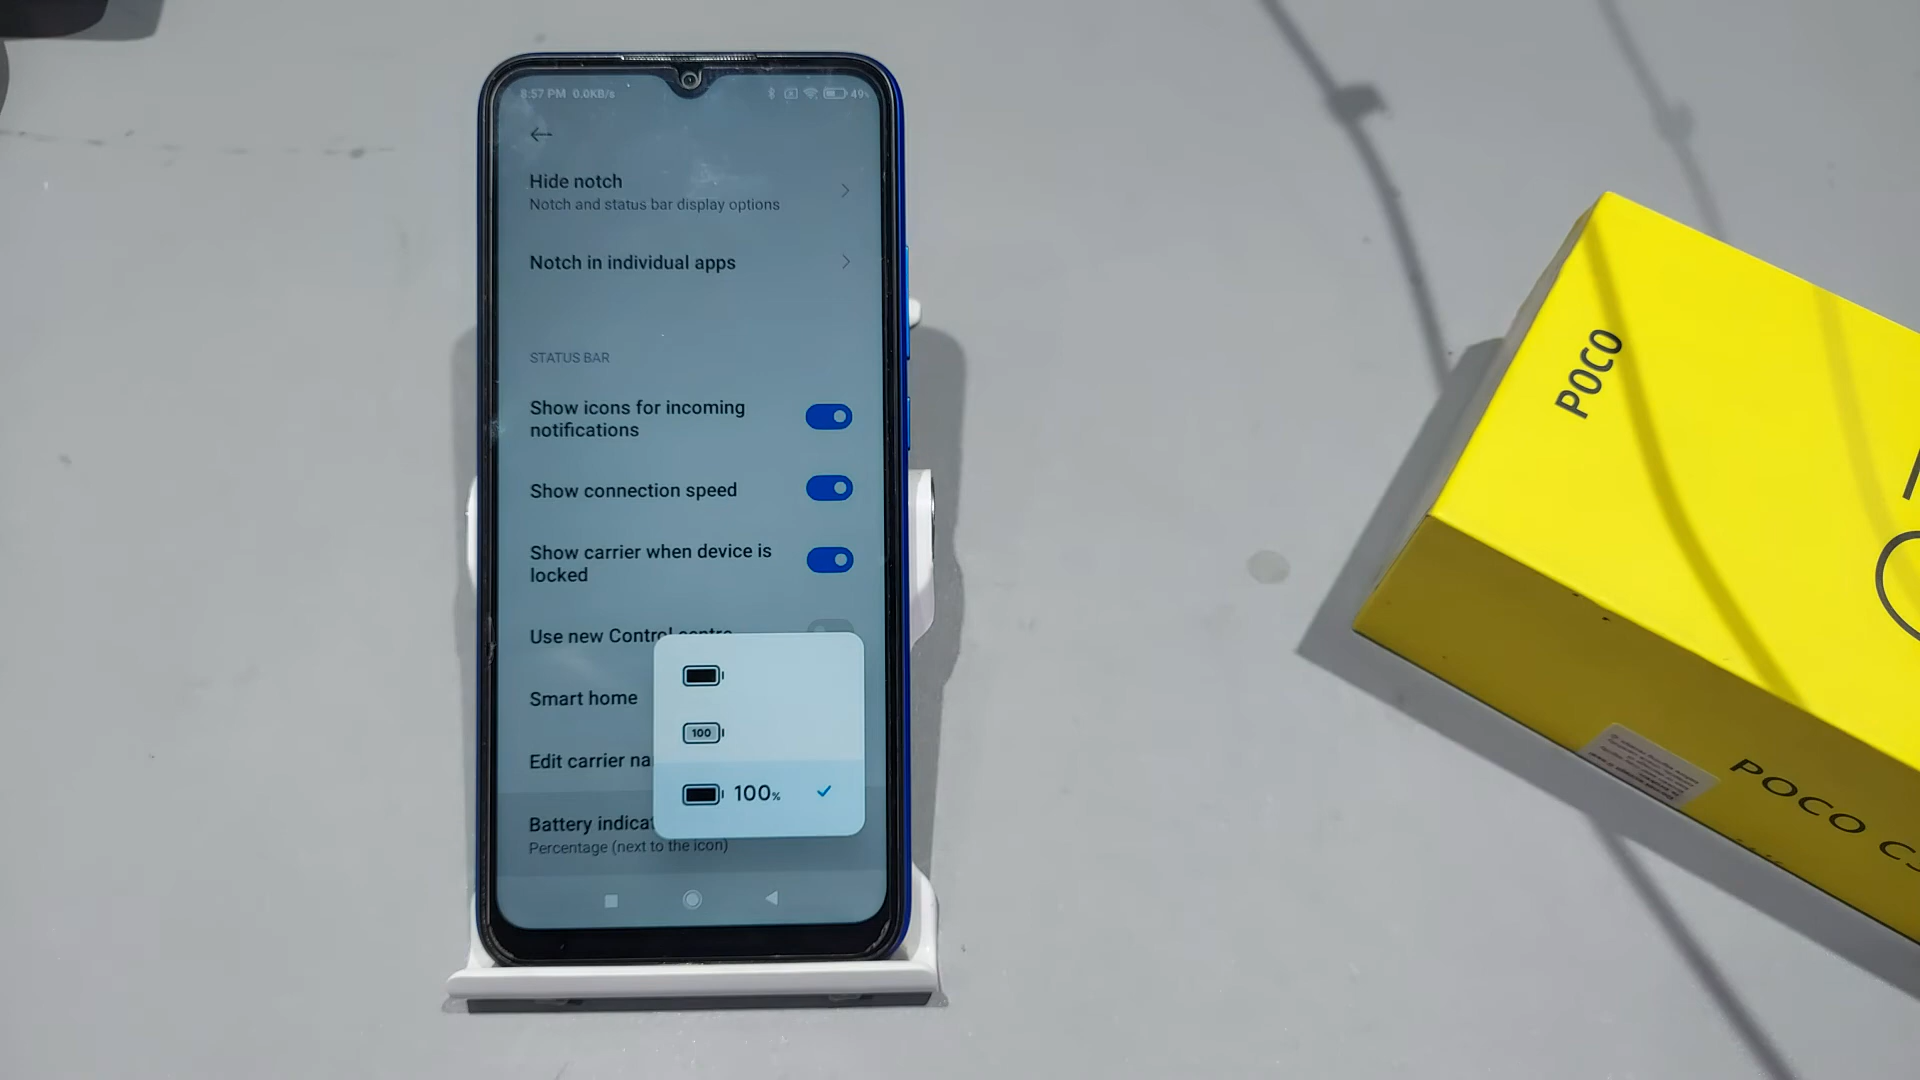 8:57 PM 0.0KB/s 49%
Hide notch
Notch and status bar display options
Notch in individual apps
STATUS BAR
Show icons for incoming
notifications
Show connection speed
Show carrier when device is
locked
Use new Control centre
Smart home
100
Edit carrier na
100%
Battery indicat
Percentage (next to the icon)
POCO
POCO